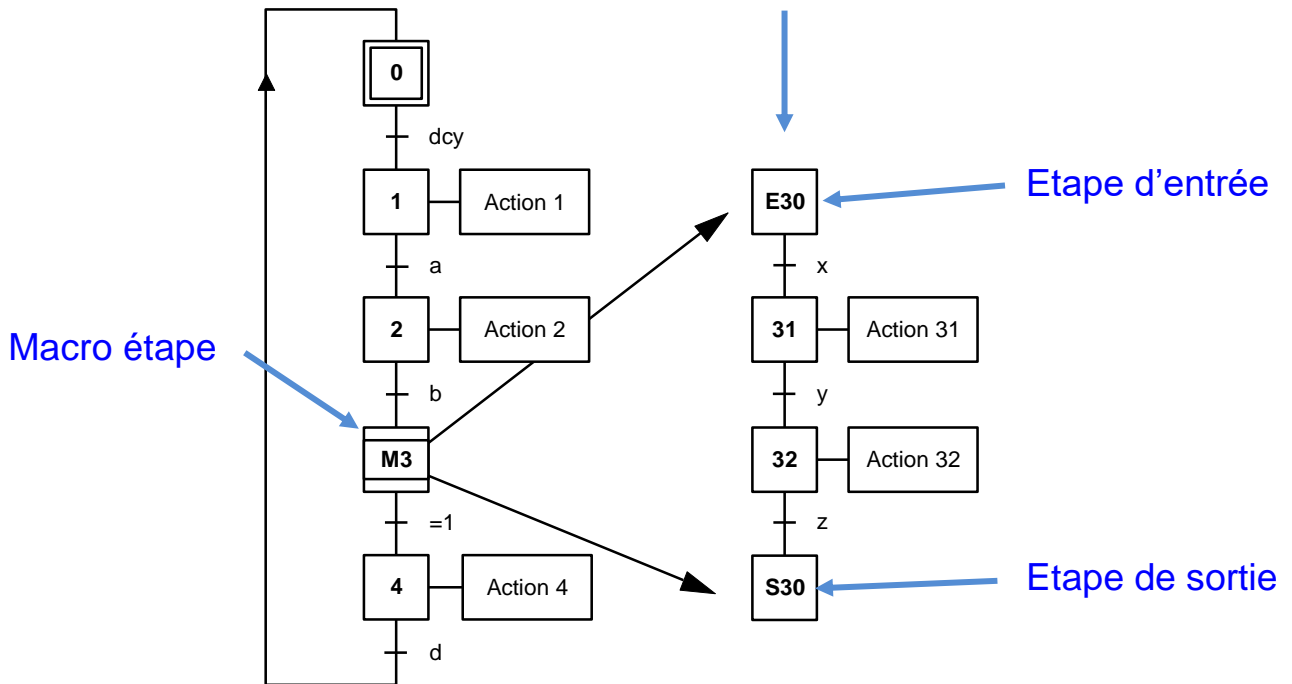 0
dcy
1
Action 1
E30
Etape d'entrée
a
x
2
Action 2
31
Action 31
Macro étape
b
y
M3
32
Action 32
=1
z
4
Action 4
S30
Etape de sortie
d